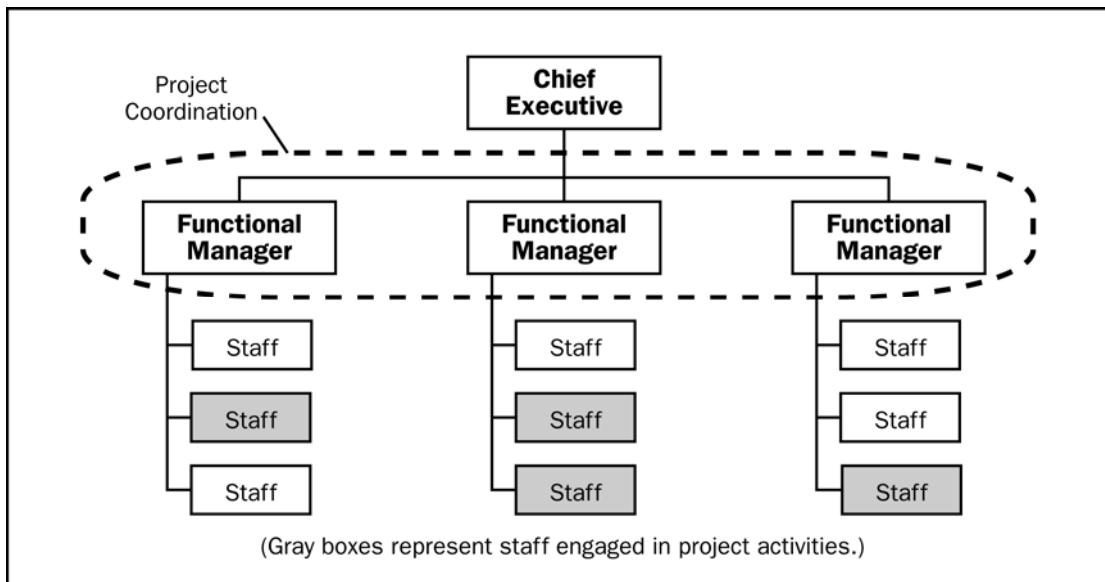 Project
Coordination
Chief
Executive
Functional
Manager
Functional
Manager
Functional
Manager
Staff
Staff
Staff
Staff
Staff
Staff
Staff
Staff
Staff
(Gray boxes represent staff engaged in project activities.)